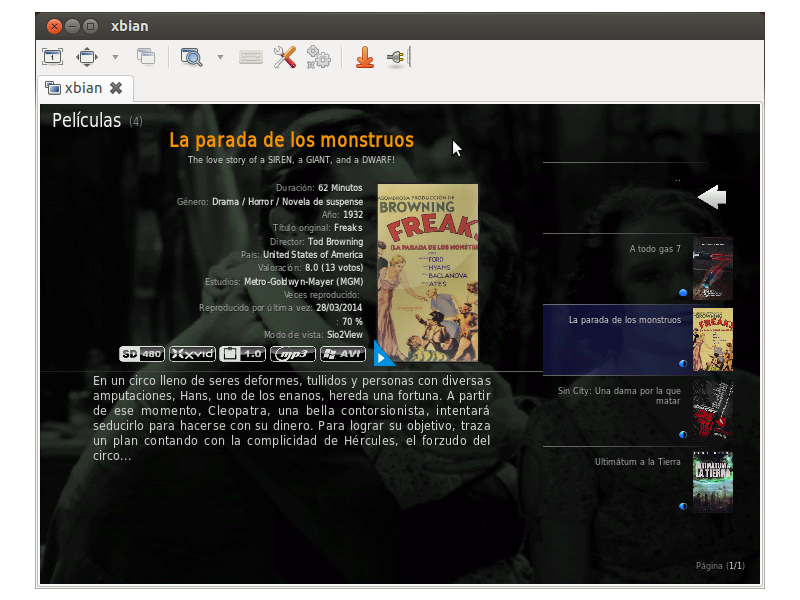 xbian
xbian
Películas (4)
La parada de los monstruos
The love story of a SIREN, a GIANT, and a DWARF!
Duración: 62 Minutos
Género: Drama / Horror / Novela de suspense
Año: 1932
Título original: Freaks
Director: Tod Browning
País: United States of America
Valoración: 8.0 (13 votos)
Estudios: Metro-Goldwyn-Mayer (MGM)
Veces reproducido:
Reproducido por última vez: 28/03/2014
: 70 %
Modo de vista: Sio2View
SD 480 Xvid 1.0 mp3 AVI
BROWNING
FREAKS
FORD
HYAMS
BACLANOVA
ATES
En un circo lleno de seres deformes, tullidos y personas con diversas
amputaciones, Hans, uno de los enanos, hereda una fortuna. A partir
de ese momento, Cleopatra, una bella contorsionista, intentará
seducirlo para hacerse con su dinero. Para lograr su objetivo, traza
un plan contando con la complicidad de Hércules, el forzudo del
circo...
..
A todo gas 7
La parada de los monstruos
Sin City: Una dama por la que
matar
Ultimátum a la Tierra
ULTIMATUM A
LA TIERRA
Página (1/1)